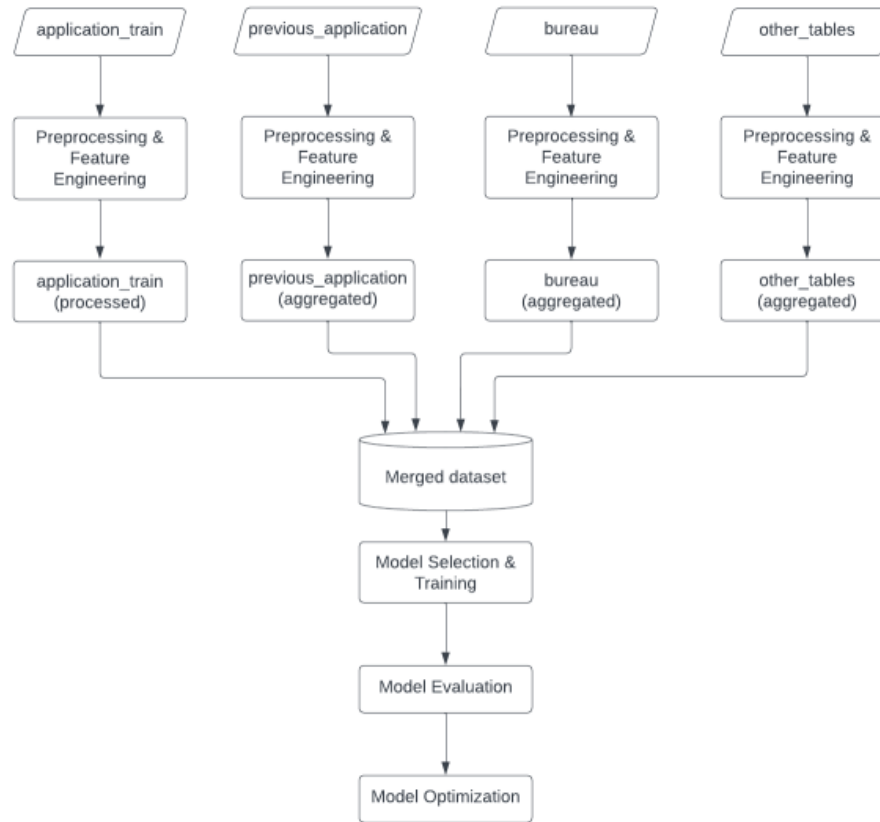 application_train
previous_application
bureau
other_tables
Preprocessing &
Feature
Engineering
Preprocessing &
Feature
Engineering
Preprocessing &
Feature
Engineering
Preprocessing &
Feature
Engineering
application_train
(processed)
previous_application
(aggregated)
bureau
(aggregated)
other_tables
(aggregated)
Merged dataset
Model Selection &
Training
Model Evaluation
Model Optimization